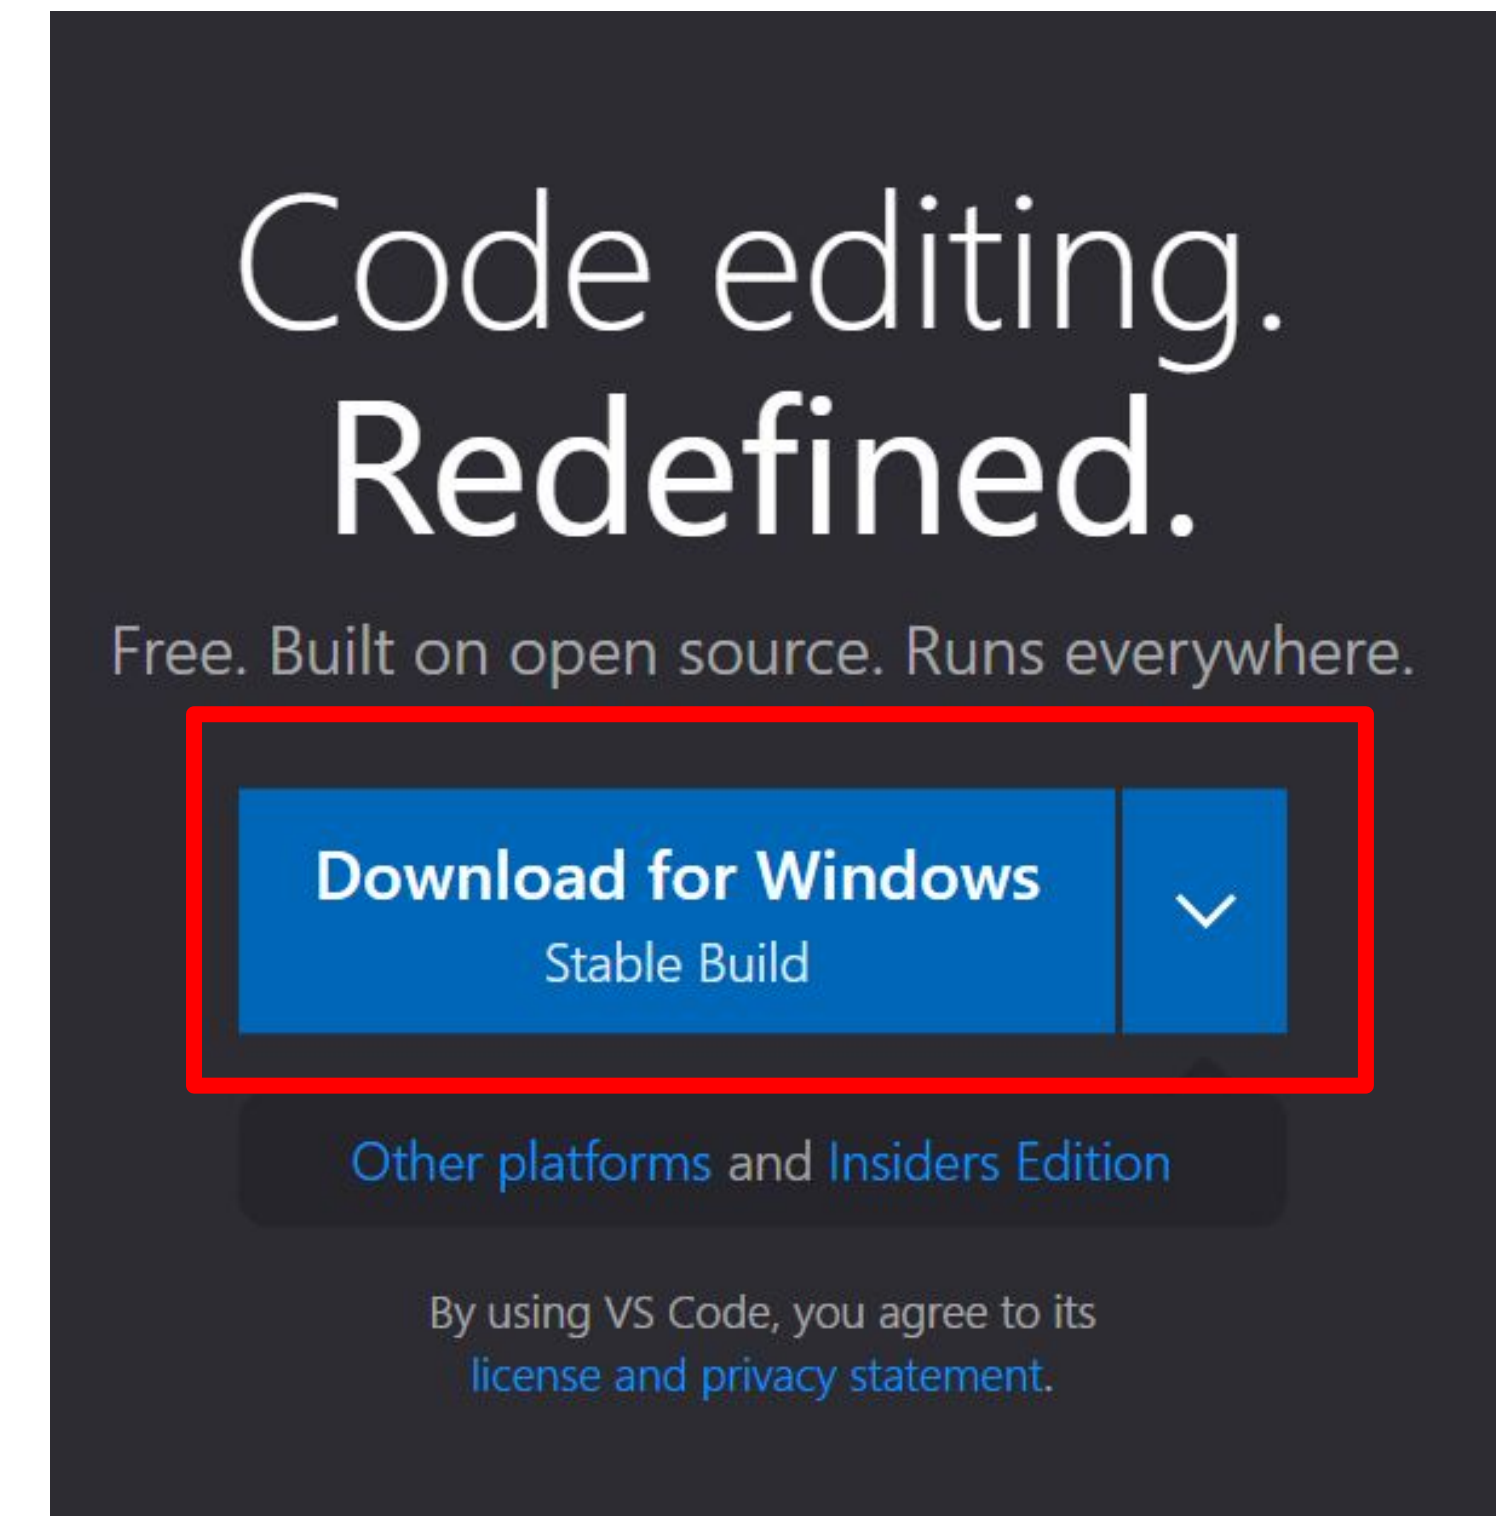 Code editing.
Redefined.
Free. Built on open source. Runs everywhere.
Download for Windows
Stable Build
Other platforms and Insiders Edition
By using VS Code, you agree to its
license and privacy statement.